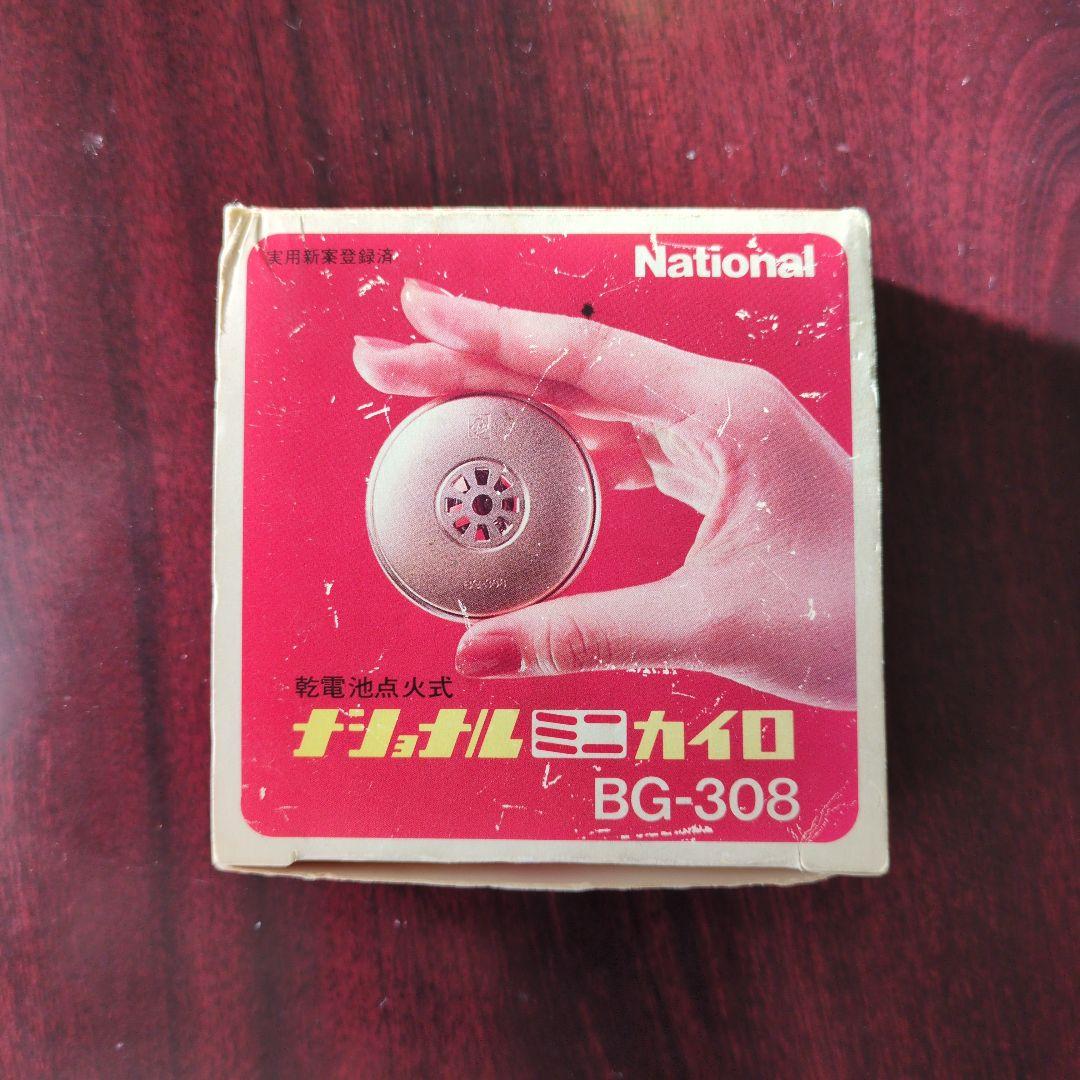 実用新案登録済
National
乾電池点火式
ナショナルミニカイロ
BG-308